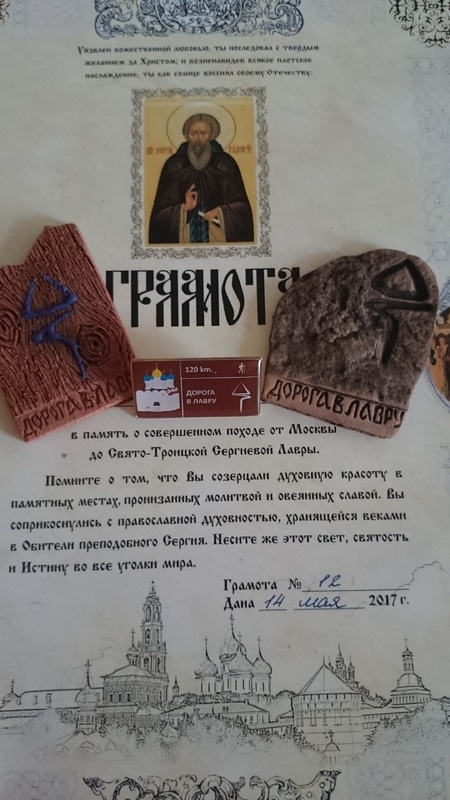 Уязвлен божественной любовью, ты последовал с твердым
желанием за Христом; и возненавидев всякое плотское
наслаждение, ты как солнце воссиял своему Отечеству.
ГРАМОТА
120 km.
ДОРОГА
В ЛАВРУ
ДОРОГА В ЛАВ
ДОРОГА В ЛАВРУ
в память о совершенном походе от Москвы
до Свято-Троицкой Сергиевой Лавры.
Помните о том, что Вы созерцали духовную красоту в
памятных местах, пронизанных молитвой и овеянных славой. Вы
соприкоснулись с православной духовностью, хранящейся веками
в Обители преподобного Сергия. Несите же этот свет, святость
и Истину во все уголки мира.
Грамота № 12
Дана 14 мая 2017 г.